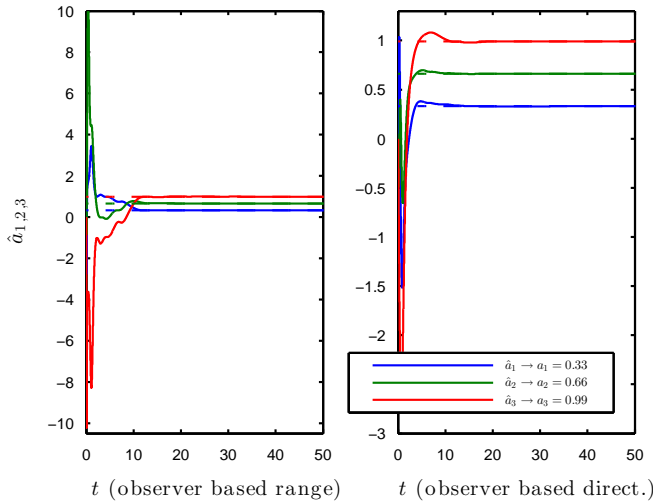 10
8
6
4
2
0
−2
−4
−6
−8
−10
0 10 20 30 40 50
â1,2,3
t (observer based range)
1
0.5
0
−0.5
−1
−1.5
−2
−3
0 10 20 30 40 50
t (observer based direct.)
â1 → a1 = 0.33
â2 → a2 = 0.66
â3 → a3 = 0.99